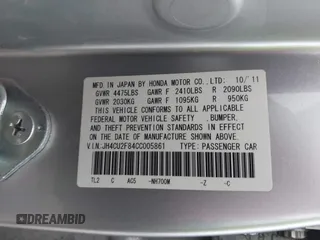 MFD. IN JAPAN BY HONDA MOTOR CO.,LTD: 10/11
GVWR 4475LBS GAWR F 2410LBS R 2090LBS
GVWR 2030KG GAWR F 1095KG R 950KG
THIS VEHICLE CONFORMS TO ALL APPLICABLE
FEDERAL MOTOR VEHICLE SAFETY, BUMPER,
AND THEFT PREVENTION STANDARDS IN EFFECT
ON THE DATE OF MANUFACTURE SHOWN ABOVE.
V.I.N.:JH4CU2F84CC005861 TYPE: PASSENGER CAR
TL2 C AG5 -NH700M -Z -C
DREAMBID